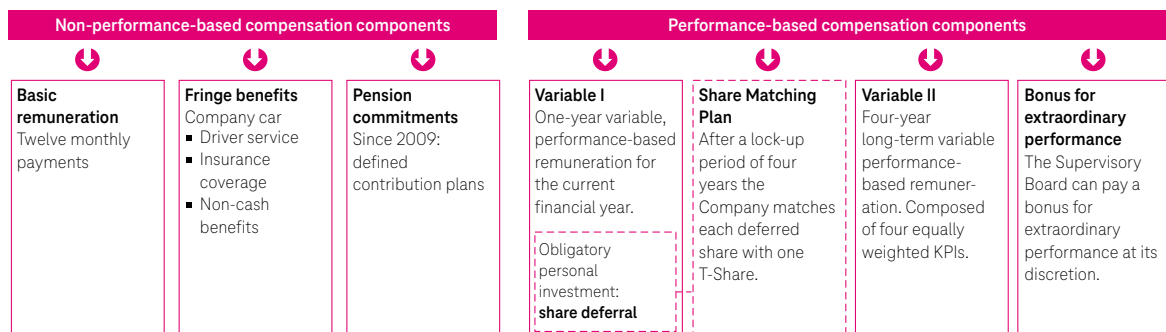 Non-performance-based compensation components
Performance-based compensation components
Basic
remuneration
Twelve monthly
payments
Fringe benefits
Company car
▪ Driver service
▪ Insurance
coverage
▪ Non-cash
benefits
Pension
commitments
Since 2009:
defined
contribution plans
Variable I
One-year variable,
performance-based
remuneration for
the current
financial year.
Obligatory
personal
investment:
share deferral
Share Matching
Plan
After a lock-up
period of four
years the
Company matches
each deferred
share with one
T-Share.
Variable II
Four-year
long-term variable
performance-
based remuner-
ation. Composed
of four equally
weighted KPIs.
Bonus for
extraordinary
performance
The Supervisory
Board can pay a
bonus for
extraordinary
performance at its
discretion.